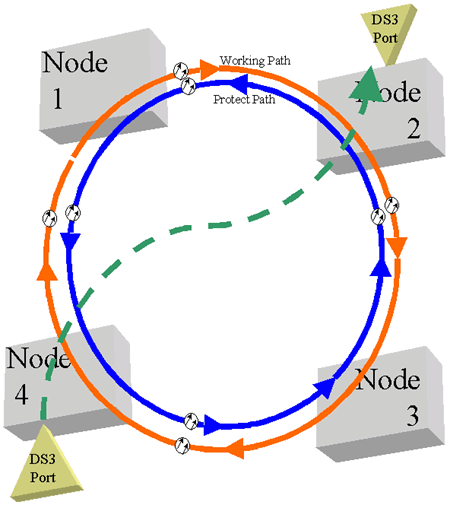 DS3
Port
Node
1
Working Path
Protect Path
Node
2
Node
4
Node
3
DS3
Port